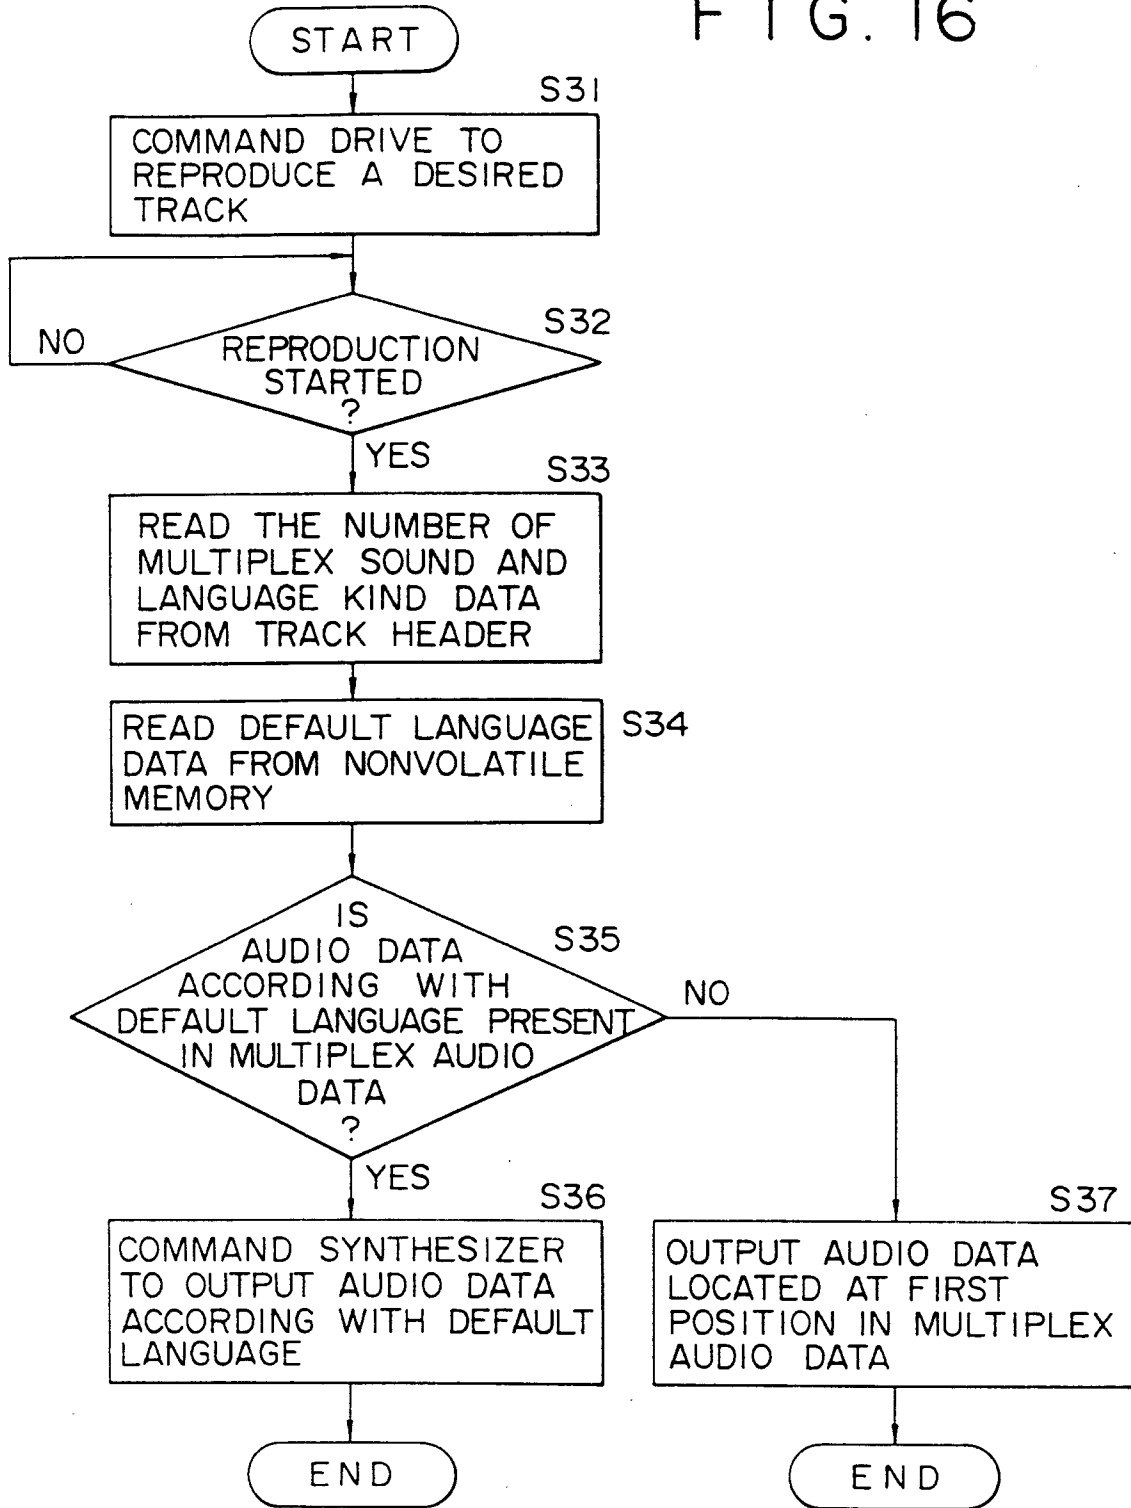 FIG. 16
START
S31
COMMAND DRIVE TO
REPRODUCE A DESIRED
TRACK
S32
NO
REPRODUCTION
STARTED
?
YES
S33
READ THE NUMBER OF
MULTIPLEX SOUND AND
LANGUAGE KIND DATA
FROM TRACK HEADER
S34
READ DEFAULT LANGUAGE
DATA FROM NONVOLATILE
MEMORY
IS
AUDIO DATA
ACCORDING WITH
DEFAULT LANGUAGE PRESENT
IN MULTIPLEX AUDIO
DATA
?
S35
NO
YES
S36
COMMAND SYNTHESIZER
TO OUTPUT AUDIO DATA
ACCORDING WITH DEFAULT
LANGUAGE
S37
OUTPUT AUDIO DATA
LOCATED AT FIRST
POSITION IN MULTIPLEX
AUDIO DATA
END
END